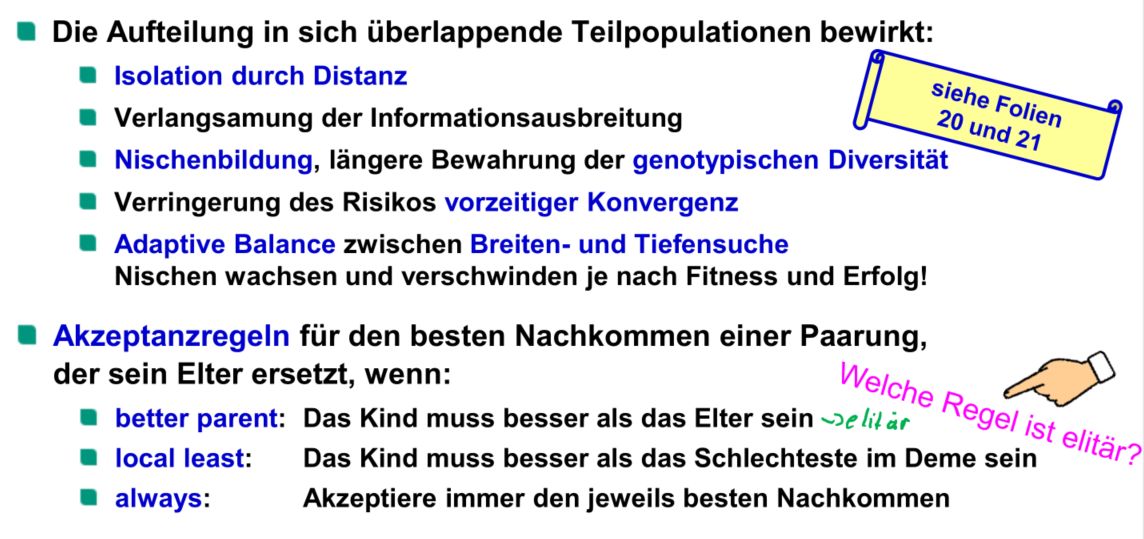 Die Aufteilung in sich überlappende Teilpopulationen bewirkt:
Isolation durch Distanz
Verlangsamung der Informationsausbreitung
Nischenbildung, längere Bewahrung der genotypischen Diversität
Verringerung des Risikos vorzeitiger Konvergenz
Adaptive Balance zwischen Breiten- und Tiefensuche
Nischen wachsen und verschwinden je nach Fitness und Erfolg!
siehe Folien
20 und 21
Akzeptanzregeln für den besten Nachkommen einer Paarung,
der sein Elter ersetzt, wenn:
better parent: Das Kind muss besser als das Elter sein ->elitär
local least: Das Kind muss besser als das Schlechteste im Deme sein
always: Akzeptiere immer den jeweils besten Nachkommen
Welche Regel ist elitär?